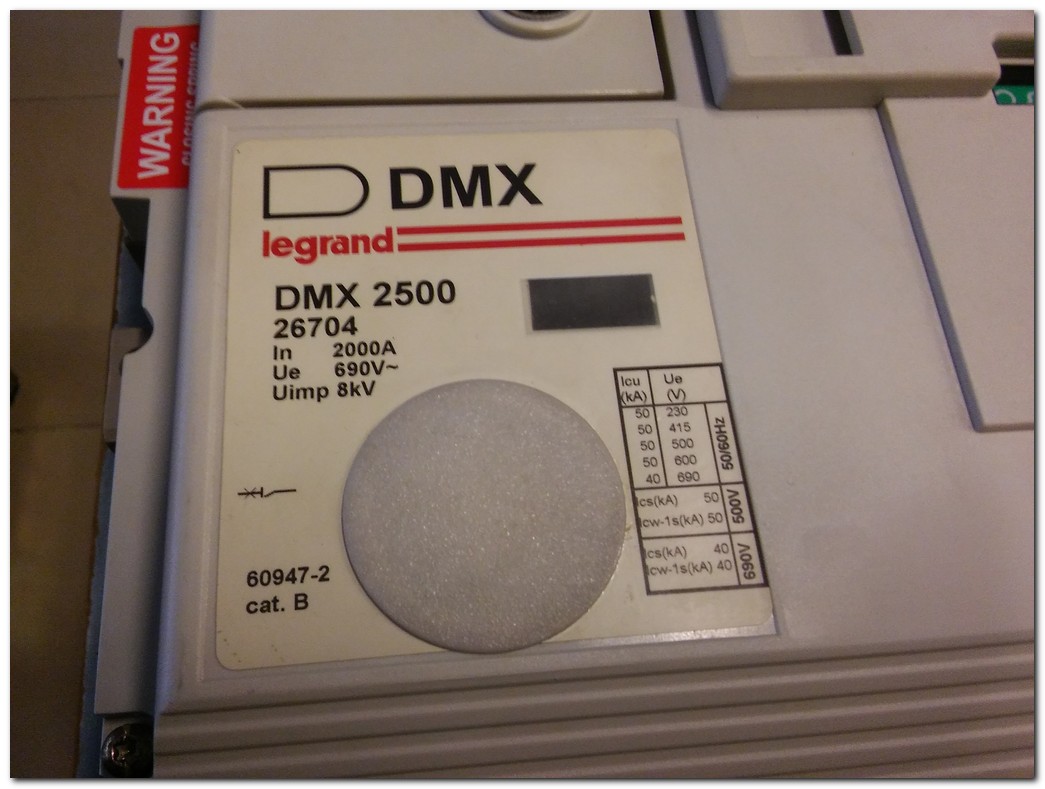 WARNING
CLOSING SPRING
DMX
legrand
DMX 2500
26704
In 2000A
Ue 690V~
Uimp 8kV
Icu Ue
(kA) (V)
50 230
50 415
50 500
50 600
40 690
50/60Hz
Ics(kA) 50
Icw-1s(kA) 50
500V
Ics(kA) 40
Icw-1s(kA) 40
690V
60947-2
cat. B